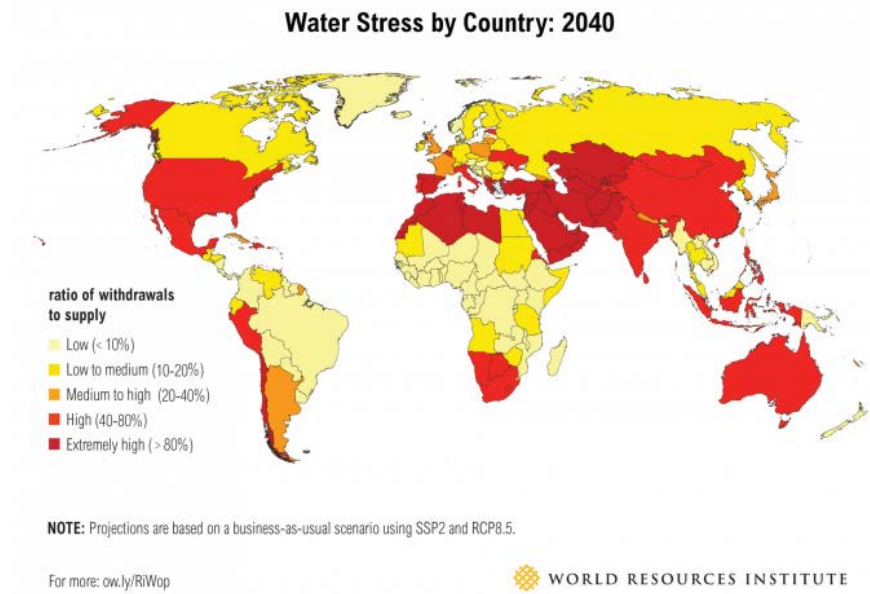 Water Stress by Country: 2040
ratio of withdrawals
to supply
Low (< 10%)
Low to medium (10-20%)
Medium to high (20-40%)
High (40-80%)
Extremely high (> 80%)
NOTE: Projections are based on a business-as-usual scenario using SSP2 and RCP8.5.
For more: ow.ly/RiWop
WORLD RESOURCES INSTITUTE